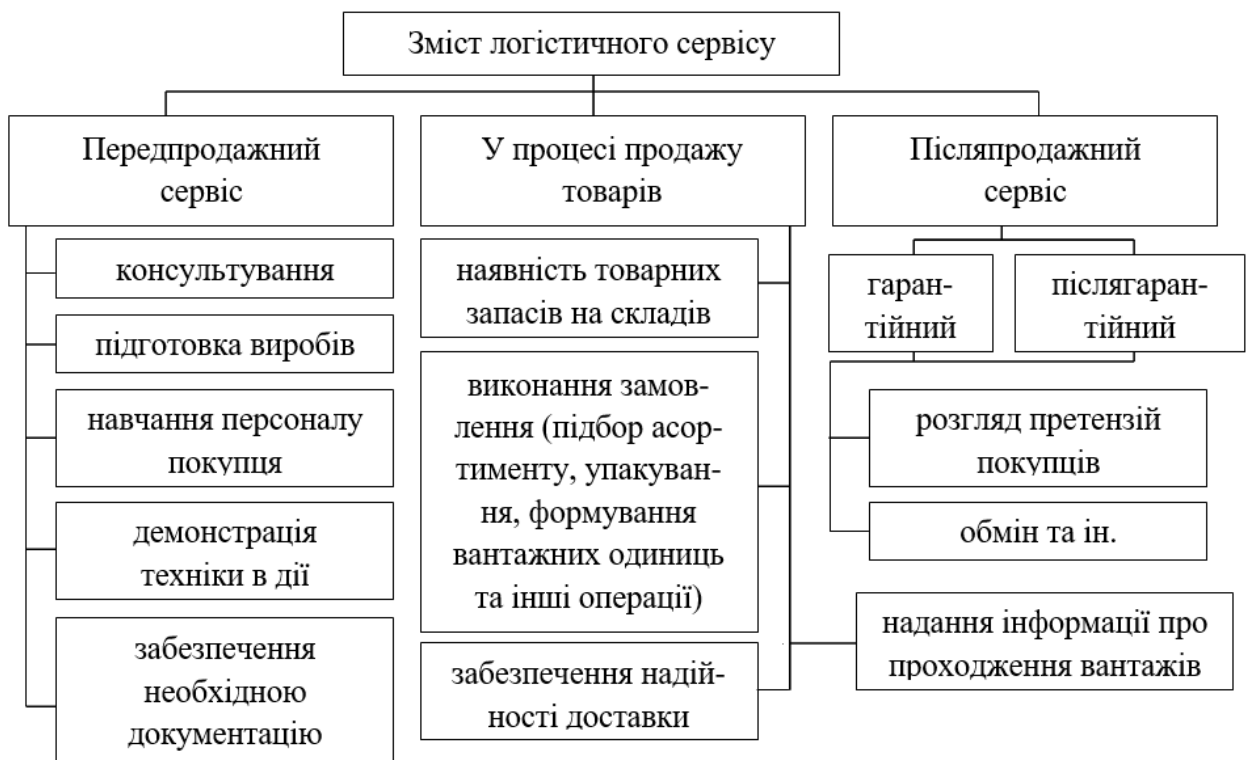 Зміст логістичного сервісу
Передпродажний
сервіс
консультування
підготовка виробів
навчання персоналу
покупця
демонстрація
техніки в дії
забезпечення
необхідною
документацію
У процесі продажу
товарів
наявність товарних
запасів на складів
виконання замов-
лення (підбор асор-
тименту, упакуван-
ня, формування
вантажних одиниць
та інші операції)
забезпечення надій-
ності доставки
надання інформації про
проходження вантажів
Післяпродажний
сервіс
гаран-
тійний
післягаран-
тійний
розгляд претензій
покупців
обмін та ін.